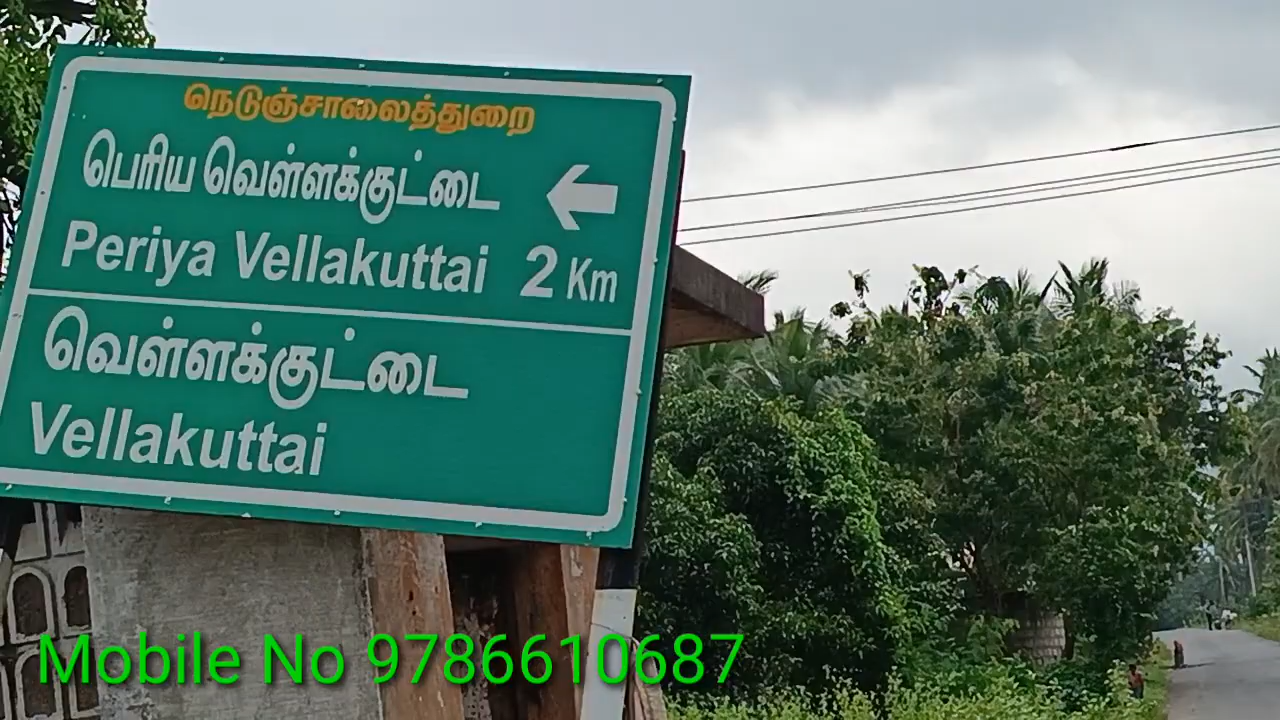 நெடுஞ்சாலைத்துறை
பெரிய வெள்ளக்குட்டை
Periya Vellakuttai 2 Km
வெள்ளக்குட்டை
Vellakuttai
Mobile No 9786610687